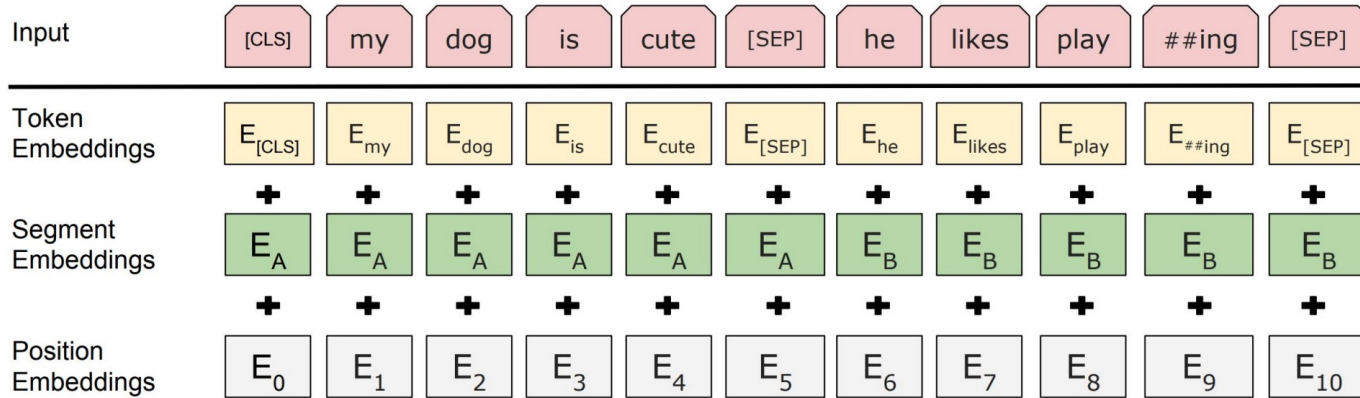 Input [CLS] my dog is cute [SEP] he likes play ##ing [SEP]
Token
Embeddings
E[CLS] Emy Edog Eis Ecute E[SEP] Ehe Elikes Eplay E##ing E[SEP]
+ + + + + + + + + + +
Segment
Embeddings
EA EA EA EA EA EA EB EB EB EB EB
+ + + + + + + + + + +
Position
Embeddings
E0 E1 E2 E3 E4 E5 E6 E7 E8 E9 E10